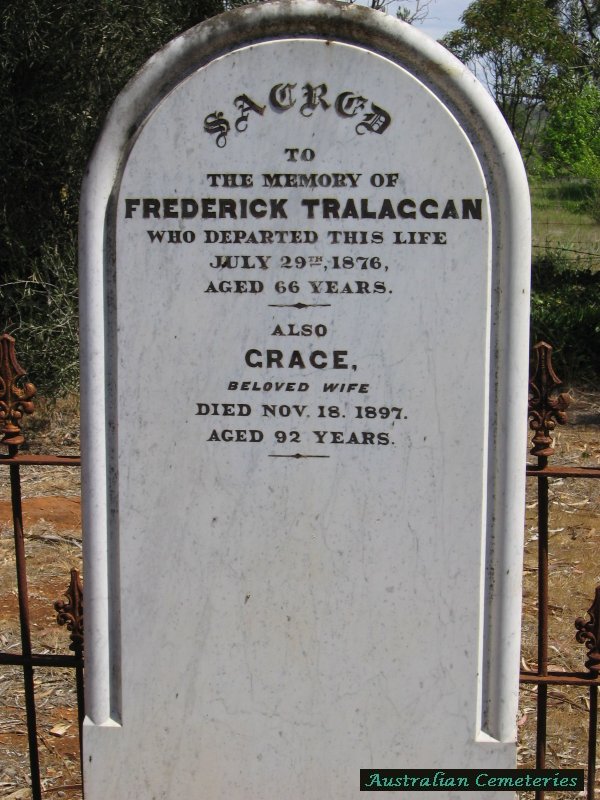 SACRED
TO
THE MEMORY OF
FREDERICK TRALAGGAN
WHO DEPARTED THIS LIFE
JULY 29TH, 1876,
AGED 66 YEARS.
ALSO
GRACE,
BELOVED WIFE
DIED NOV. 18. 1897.
AGED 92 YEARS.
Australian Cemeteries